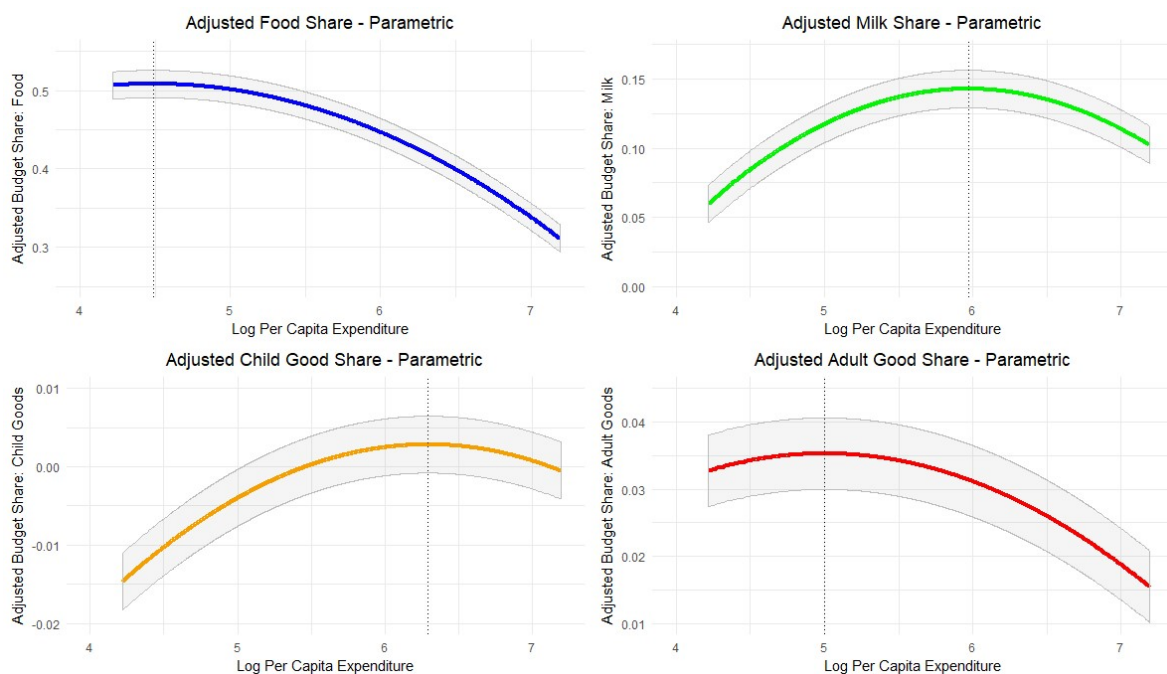 Adjusted Food Share - Parametric
Adjusted Budget Share: Food
0.5
0.4
0.3
4 5 6 7
Log Per Capita Expenditure
Adjusted Milk Share - Parametric
Adjusted Budget Share: Milk
0.15
0.10
0.05
0.00
4 5 6 7
Log Per Capita Expenditure
Adjusted Child Good Share - Parametric
Adjusted Budget Share: Child Goods
0.01
0.00
-0.01
-0.02
4 5 6 7
Log Per Capita Expenditure
Adjusted Adult Good Share - Parametric
Adjusted Budget Share: Adult Goods
0.04
0.03
0.02
0.01
4 5 6 7
Log Per Capita Expenditure